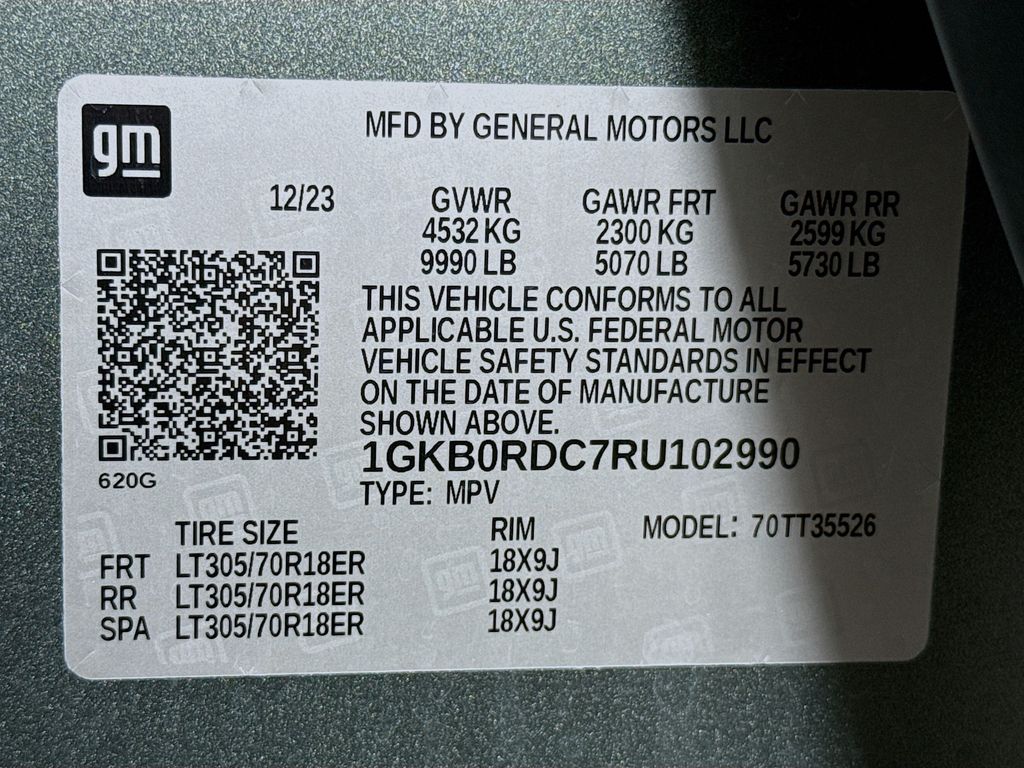 gm
MFD BY GENERAL MOTORS LLC
12/23 GVWR GAWR FRT GAWR RR
4532 KG 2300 KG 2599 KG
9990 LB 5070 LB 5730 LB
THIS VEHICLE CONFORMS TO ALL
APPLICABLE U.S. FEDERAL MOTOR
VEHICLE SAFETY STANDARDS IN EFFECT
ON THE DATE OF MANUFACTURE
SHOWN ABOVE.
1GKB0RDC7RU102990
620G
TYPE: MPV
TIRE SIZE RIM MODEL: 70TT35526
FRT LT305/70R18ER 18X9J
RR LT305/70R18ER 18X9J
SPA LT305/70R18ER 18X9J